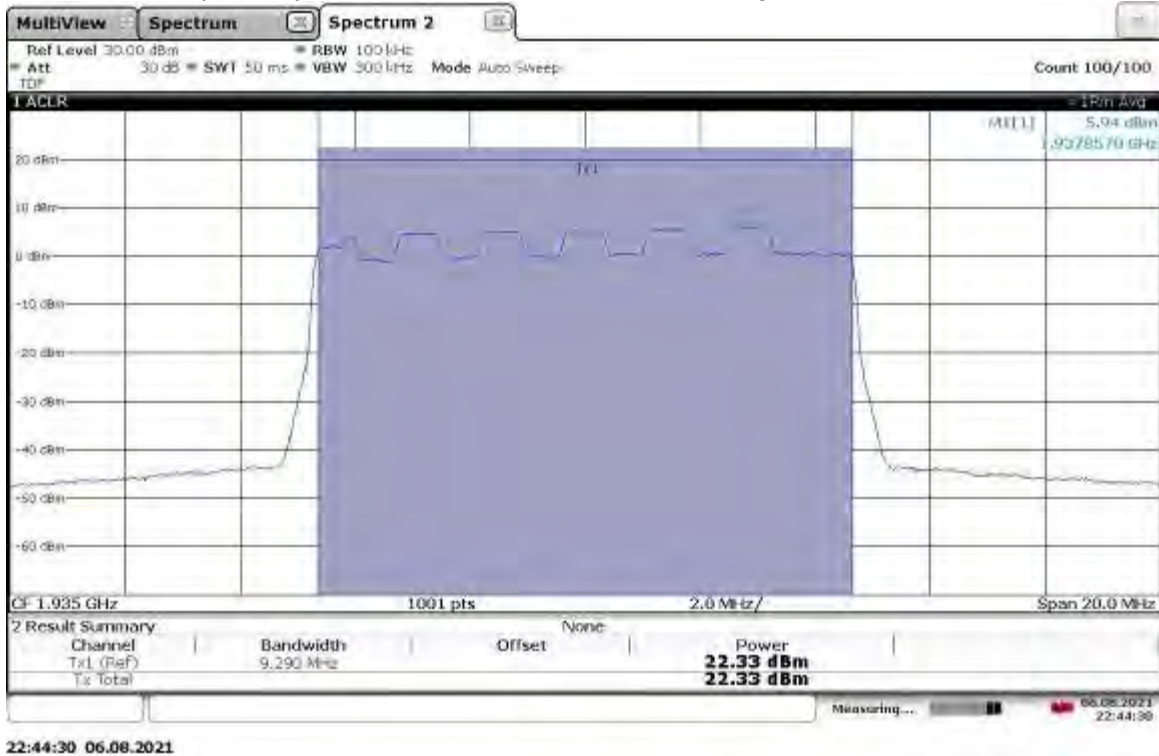 MultiView Spectrum Spectrum 2
Ref Level 30.00 dBm RBW 100 kHz
Att 30 dB SWT 50 ms VBW 300 kHz Mode Auto Sweep Count 100/100
TDF
1 ACLR 1Rm Avg
M1[1] 5.94 dBm
1.9378570 GHz
20 dBm
Tx1
10 dBm
0 dBm
-10 dBm
-20 dBm
-30 dBm
-40 dBm
-50 dBm
-60 dBm
CF 1.935 GHz 1001 pts 2.0 MHz/ Span 20.0 MHz
2 Result Summary None
Channel Bandwidth Offset Power
Tx1 (Ref) 9.290 MHz 22.33 dBm
Tx Total 22.33 dBm
Measuring... 06.08.2021
22:44:30
22:44:30 06.08.2021